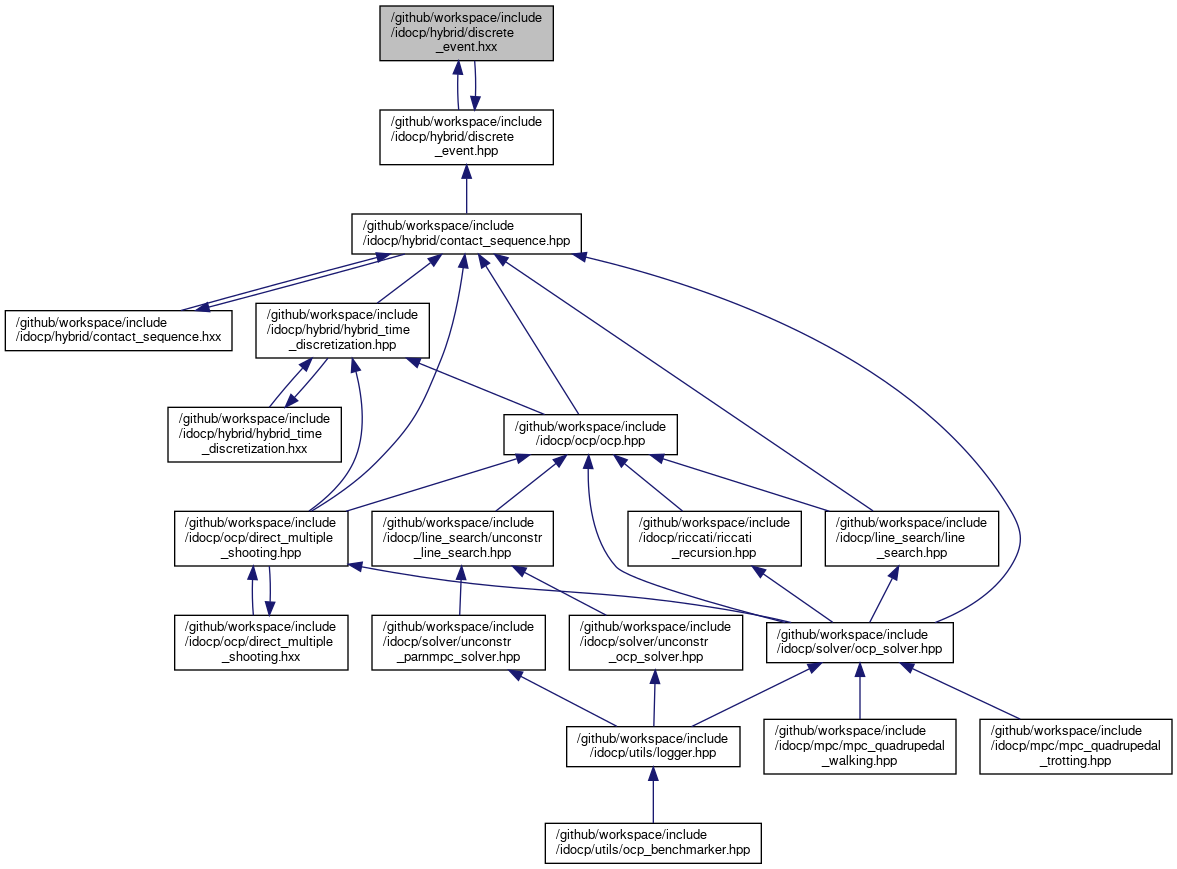 /github/workspace/include
/idocp/hybrid/discrete
_event.hxx
/github/workspace/include
/idocp/hybrid/discrete
_event.hpp
/github/workspace/include
/idocp/hybrid/contact_sequence.hpp
/github/workspace/include
/idocp/hybrid/contact_sequence.hxx
/github/workspace/include
/idocp/hybrid/hybrid_time
_discretization.hpp
/github/workspace/include
/idocp/hybrid/hybrid_time
_discretization.hxx
/github/workspace/include
/idocp/ocp/ocp.hpp
/github/workspace/include
/idocp/ocp/direct_multiple
_shooting.hpp
/github/workspace/include
/idocp/line_search/unconstr
_line_search.hpp
/github/workspace/include
/idocp/riccati/riccati
_recursion.hpp
/github/workspace/include
/idocp/line_search/line
_search.hpp
/github/workspace/include
/idocp/ocp/direct_multiple
_shooting.hxx
/github/workspace/include
/idocp/solver/unconstr
_parnmpc_solver.hpp
/github/workspace/include
/idocp/solver/unconstr
_ocp_solver.hpp
/github/workspace/include
/idocp/solver/ocp_solver.hpp
/github/workspace/include
/idocp/utils/logger.hpp
/github/workspace/include
/idocp/mpc/mpc_quadrupedal
_walking.hpp
/github/workspace/include
/idocp/mpc/mpc_quadrupedal
_trotting.hpp
/github/workspace/include
/idocp/utils/ocp_benchmarker.hpp